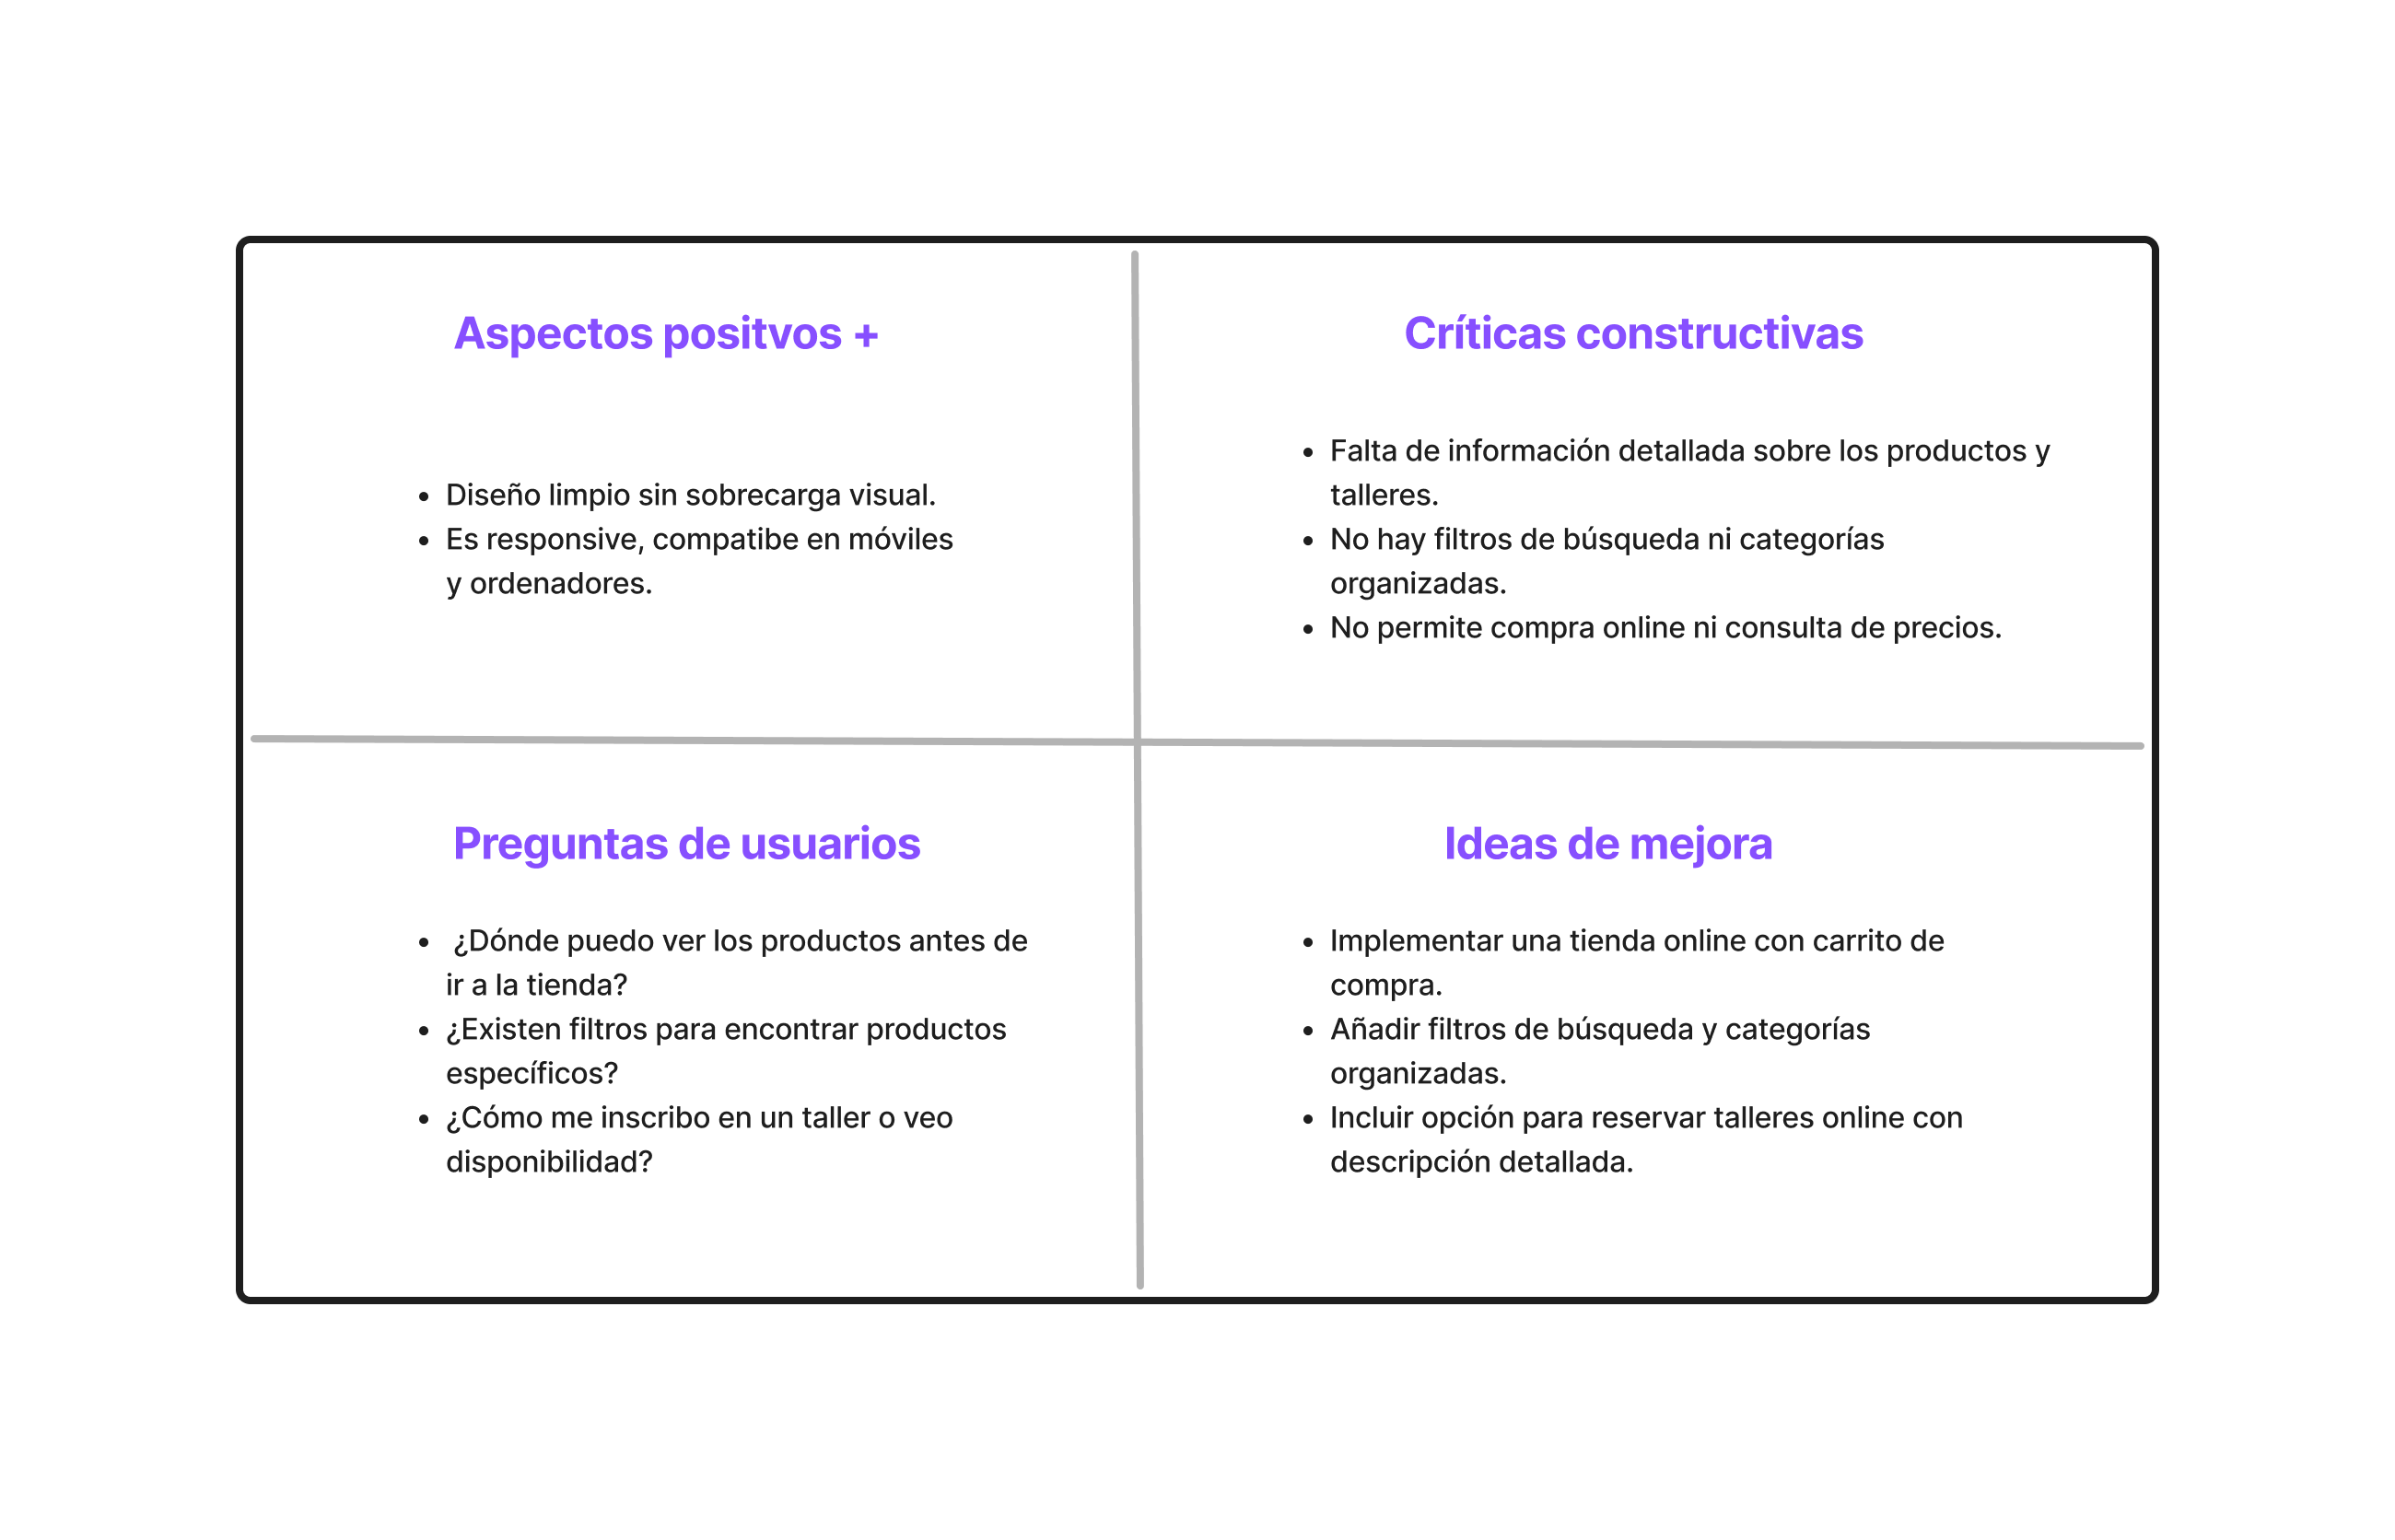 Aspectos positvos +
• Diseño limpio sin sobrecarga visual.
• Es responsive, compatibe en móviles
y ordenadores.
Críticas constructivas
• Falta de información detallada sobre los productos y
talleres.
• No hay filtros de búsqueda ni categorías
organizadas.
• No permite compra online ni consulta de precios.
Preguntas de usuarios
• ¿Dónde puedo ver los productos antes de
ir a la tienda?
• ¿Existen filtros para encontrar productos
específicos?
• ¿Cómo me inscribo en un taller o veo
disponibilidad?
Ideas de mejora
• Implementar una tienda online con carrito de
compra.
• Añadir filtros de búsqueda y categorías
organizadas.
• Incluir opción para reservar talleres online con
descripción detallada.